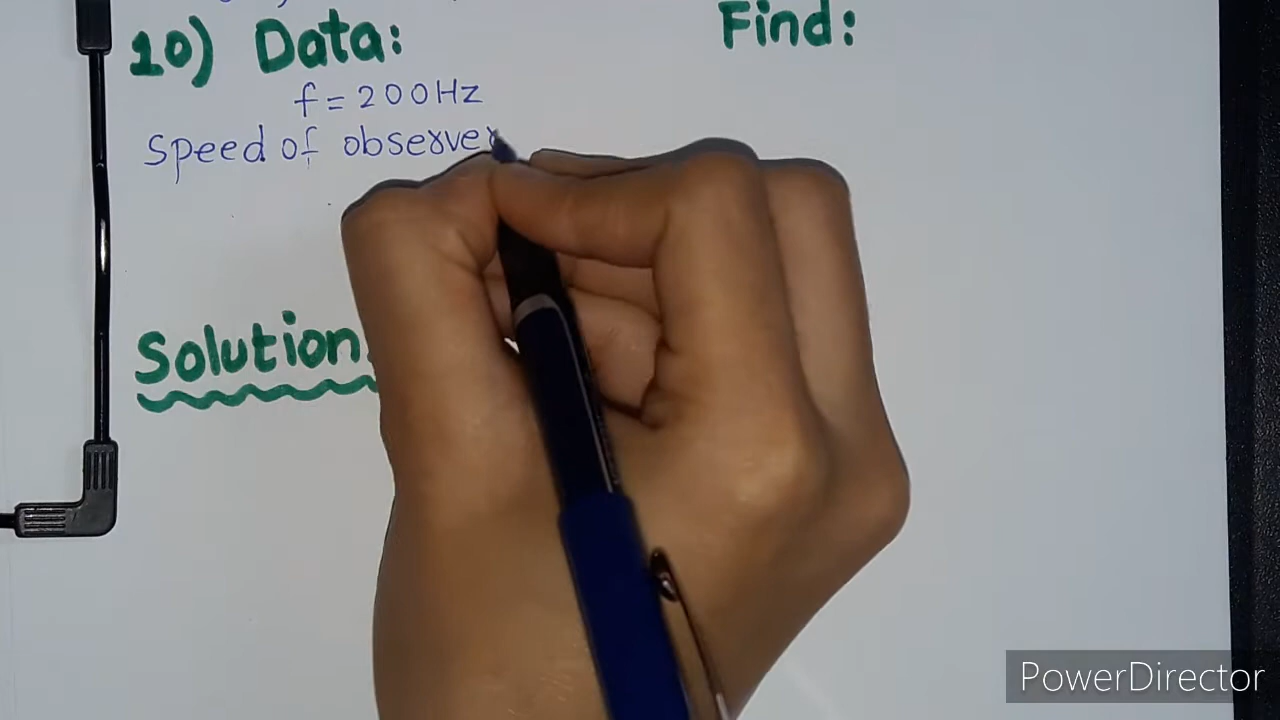 10) Data:
Find:
f = 200Hz
Speed of observer
Solution
PowerDirector